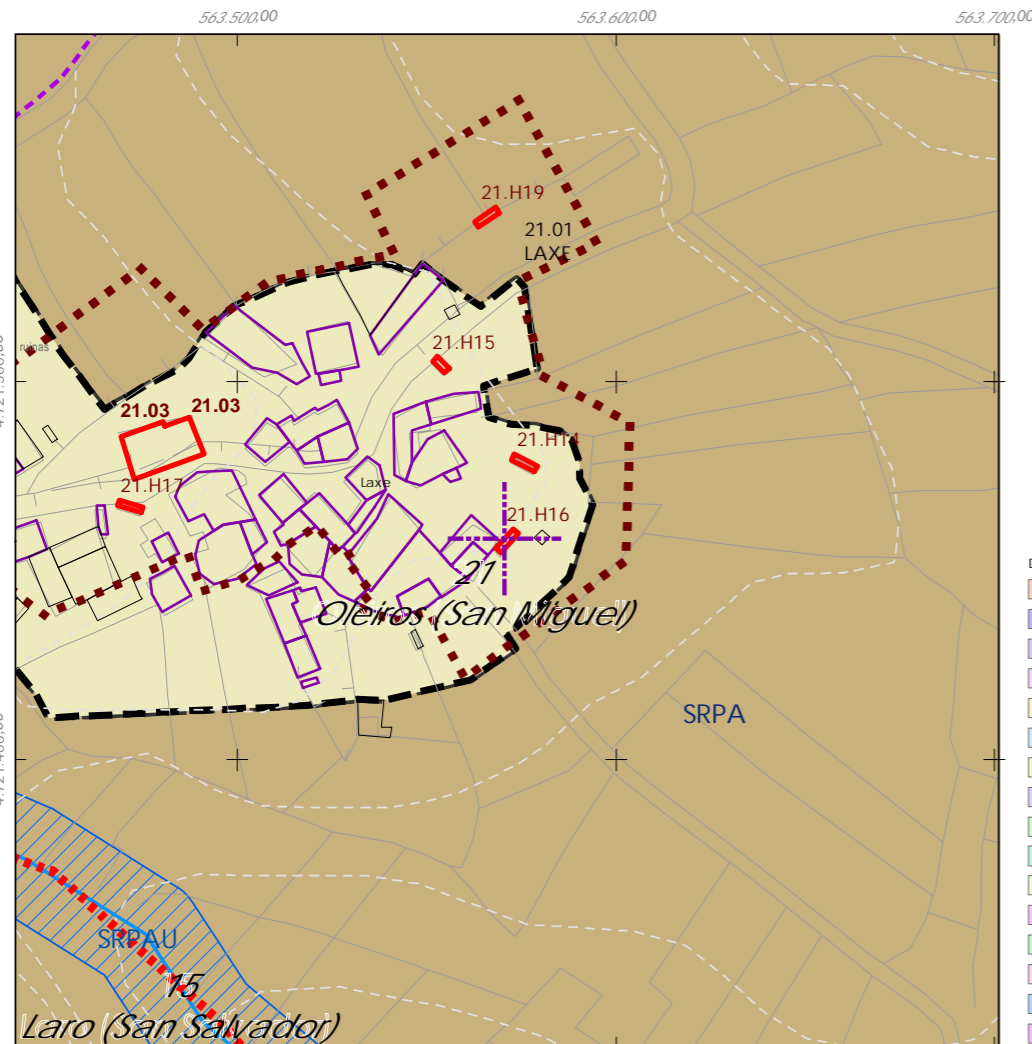 563.500,00
563.600,00
563.700,00
21.H19
21.01
LAXE
21.H15
ruinas
21.03
21.03
21.H14
21.H17
Laxe
21.H16
21
Oleiros (San Miguel)
SRPA
SRPAU
15
Laro (San Salvador)